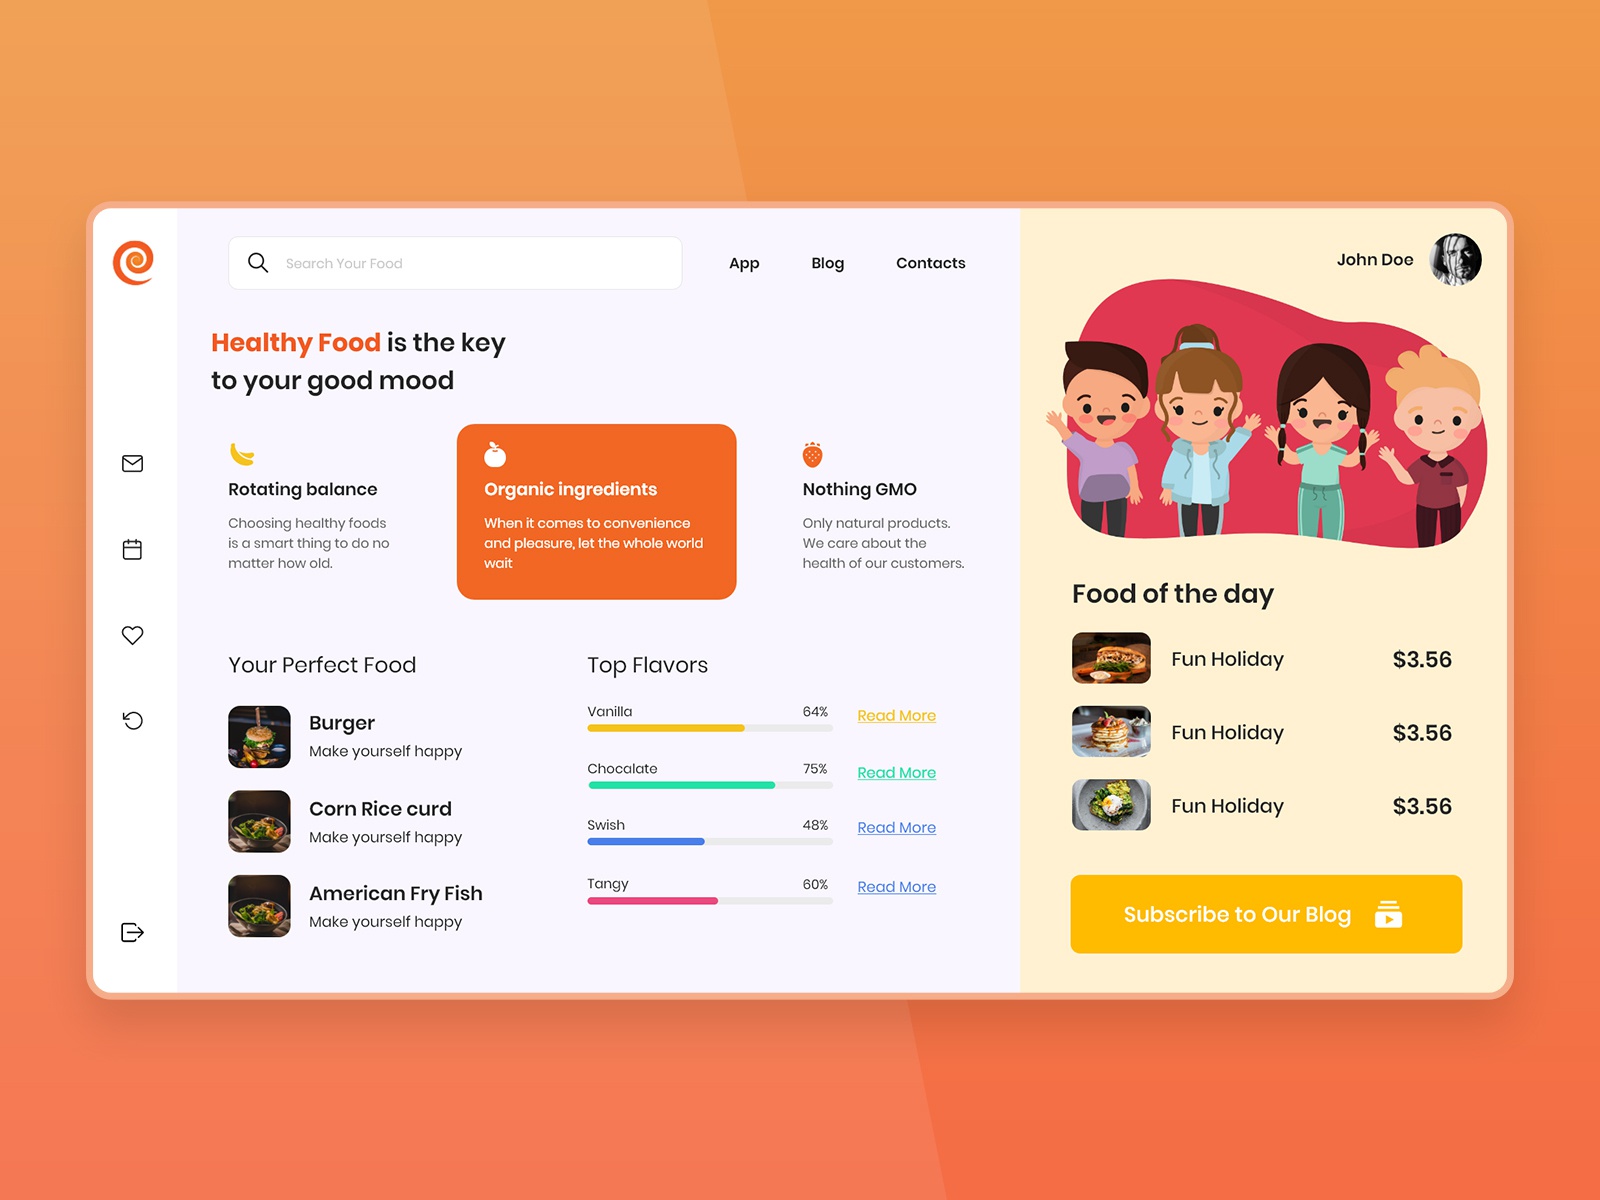 Search Your Food
App
Blog
Contacts
John Doe
Healthy Food is the key
to your good mood
Rotating balance
Choosing healthy foods
is a smart thing to do no
matter how old.
Organic ingredients
When it comes to convenience
and pleasure, let the whole world
wait
Nothing GMO
Only natural products.
We care about the
health of our customers.
Your Perfect Food
Burger
Make yourself happy
Corn Rice curd
Make yourself happy
American Fry Fish
Make yourself happy
Top Flavors
Vanilla 64% Read More
Chocalate 75% Read More
Swish 48% Read More
Tangy 60% Read More
Food of the day
Fun Holiday $3.56
Fun Holiday $3.56
Fun Holiday $3.56
Subscribe to Our Blog